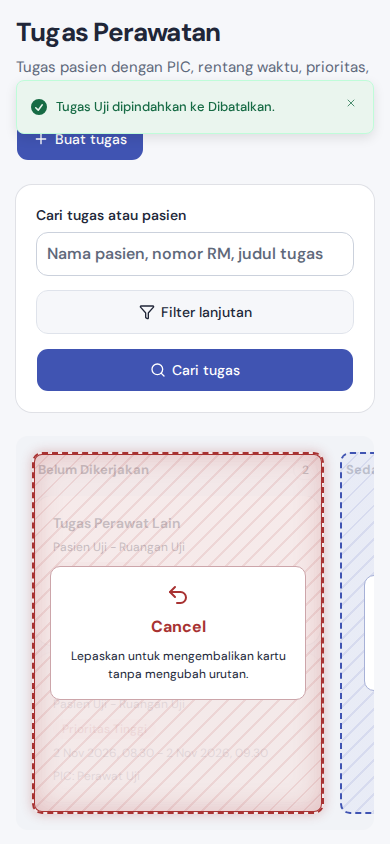 Tugas Perawatan
Tugas pasien dengan PIC, rentang waktu, prioritas,
Tugas Uji dipindahkan ke Dibatalkan.
Buat tugas
Cari tugas atau pasien
Nama pasien, nomor RM, judul tugas
Filter lanjutan
Cari tugas
Belum Dikerjakan 2
Seda
Tugas Perawat Lain
Pasien Uji - Ruangan Uji
Cancel
Lepaskan untuk mengembalikan kartu
tanpa mengubah urutan.
Pasien Uji - Ruangan Uji
Prioritas Tinggi
2 Nov 2026, 08.30 – 2 Nov 2026, 09.30
PIC: Perawat Uji